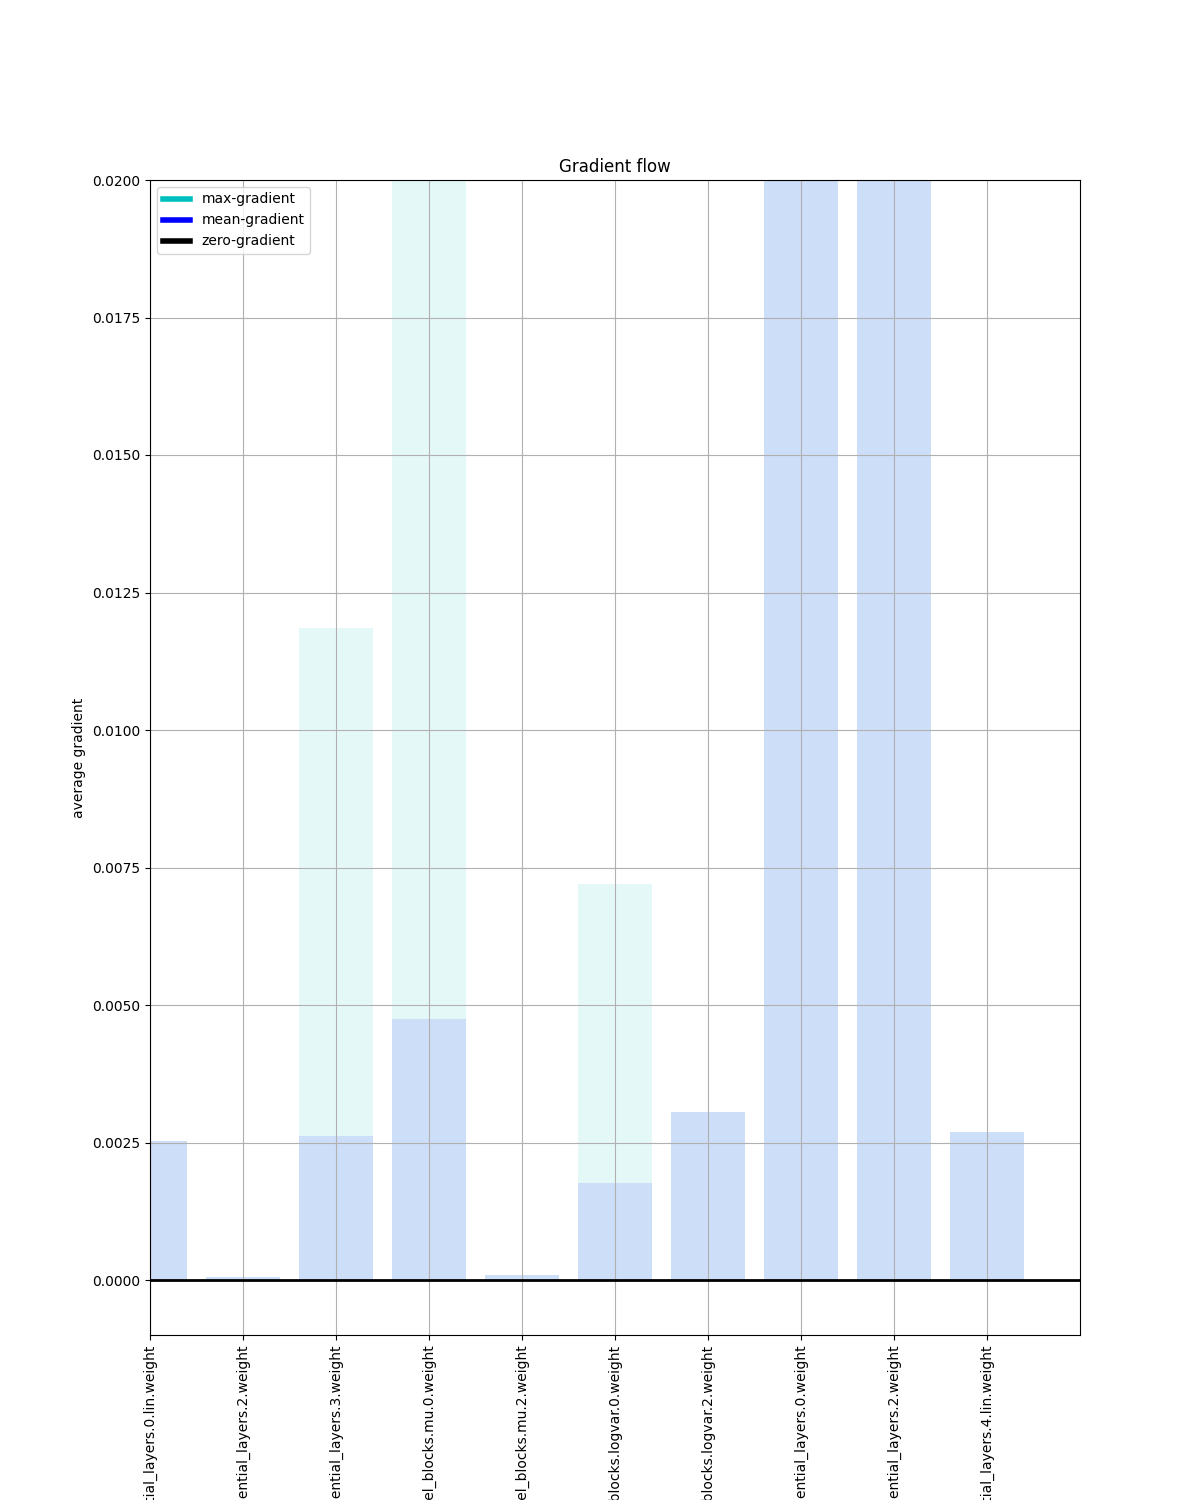 Gradient flow
max-gradient
mean-gradient
zero-gradient
0.0200
0.0175
0.0150
0.0125
0.0100
0.0075
0.0050
0.0025
0.0000
average gradient
tial_layers.0.lin.weight
ential_layers.2.weight
ential_layers.3.weight
el_blocks.mu.0.weight
el_blocks.mu.2.weight
blocks.logvar.0.weight
blocks.logvar.2.weight
ential_layers.0.weight
ential_layers.2.weight
tial_layers.4.lin.weight